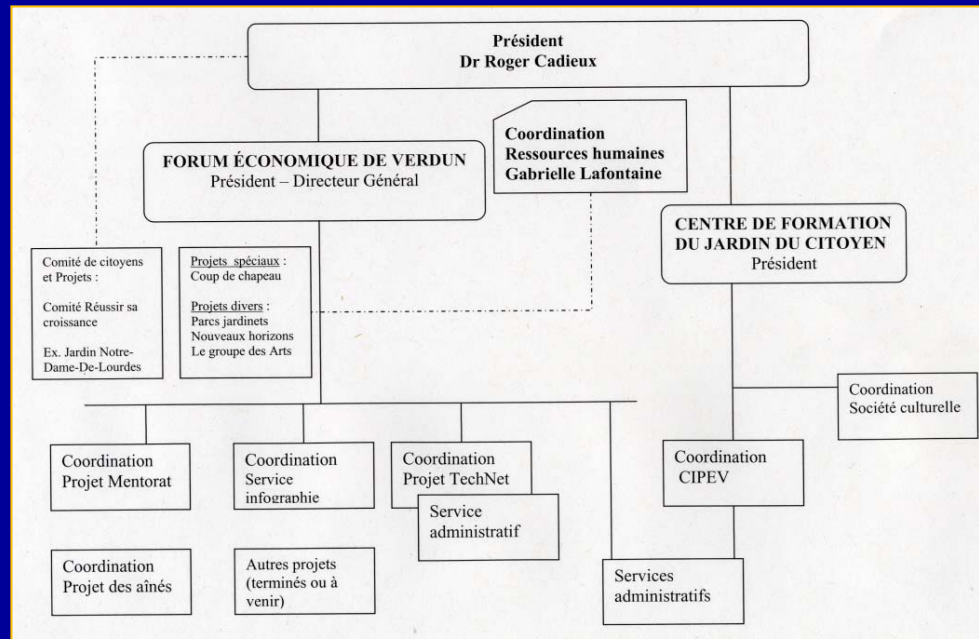 Président
Dr Roger Cadieux
Coordination
Ressources humaines
Gabrielle Lafontaine
FORUM ÉCONOMIQUE DE VERDUN
Président – Directeur Général
CENTRE DE FORMATION
DU JARDIN DU CITOYEN
Président
Comité de citoyens
et Projets :
Comité Réussir sa
croissance
Ex. Jardin Notre-
Dame-De-Lourdes
Projets spéciaux :
Coup de chapeau
Projets divers :
Parcs jardinets
Nouveaux horizons
Le groupe des Arts
Coordination
Société culturelle
Coordination
Projet Mentorat
Coordination
Service
infographie
Coordination
Projet TechNet
Service
administratif
Coordination
CIPEV
Coordination
Projet des aînés
Autres projets
(terminés ou à
venir)
Services
administratifs